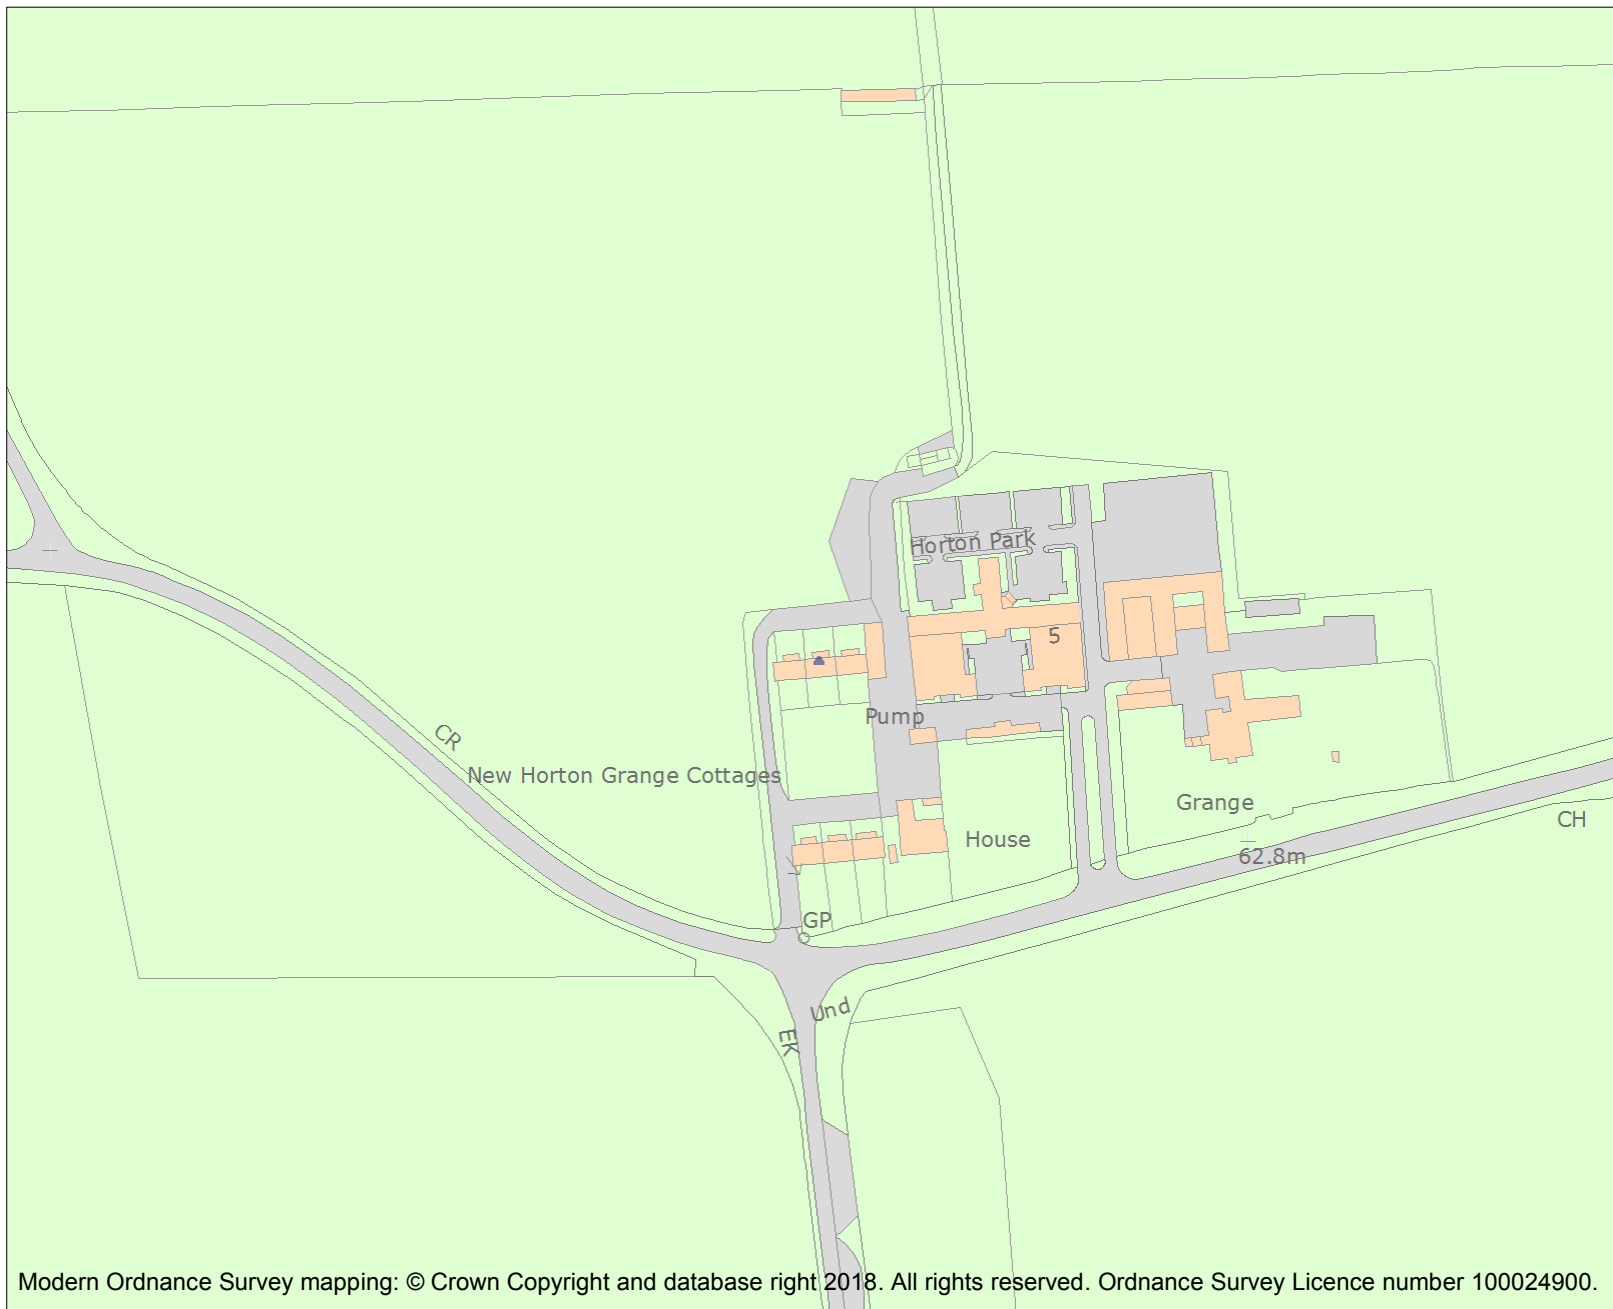 Horton Park
5
Pump
CR
New Horton Grange Cottages
Grange
CH
House
62.8m
GP
Und
EK
Modern Ordnance Survey mapping: © Crown Copyright and database right 2018. All rights reserved. Ordnance Survey Licence number 100024900.